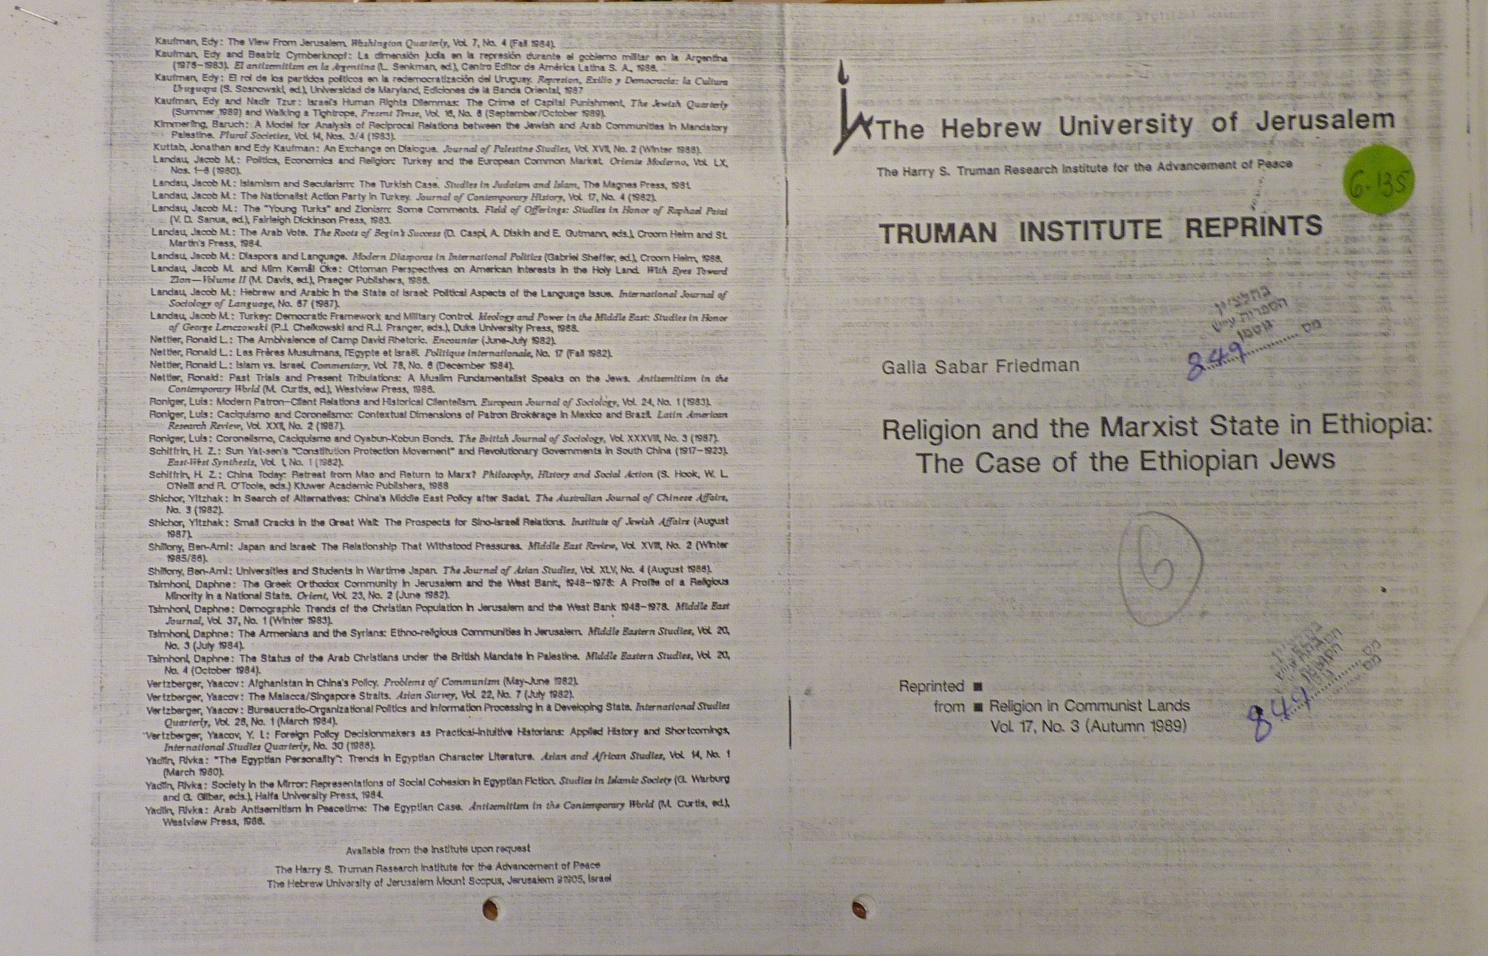 Kaufman, Edy: The View From Jerusalem. Washington Quarterly, Vol. 7, No. 4 (Fall 1984).
Kaufman, Edy and Beatriz Cymberknopf: La dimensión judía en la represión durante el gobierno militar en la Argentina
(1976-1983). El antisemitism en la Argentina (L. Senkman, ed.), Centro Editor de América Latina S. A., 1986.
Kaufman, Edy: El rol de los partidos políticos en la redemocratización del Uruguay. Represion, Exilio y Democracia: la Cultura
Uruguaya (S. Sosnowski, ed.), Universidad de Maryland, Ediciones de la Banda Oriental, 1987
Kaufman, Edy and Nadir Tzur: Israel's Human Rights Dilemmas: The Crime of Capital Punishment, The Jewish Quarterly
(Summer 1989) and Walking a Tightrope, Present Tense, Vol. 16, No. 6 (September/October 1989).
Kimmerling, Baruch: A Model for Analysis of Reciprocal Relations between the Jewish and Arab Communities in Mandatory
Palestine. Plural Societies, Vol. 14, Nos. 3/4 (1983).
Kuttab, Jonathan and Edy Kaufman: An Exchange on Dialogue. Journal of Palestine Studies, Vol. XVII, No. 2 (Winter 1988).
Landau, Jacob M.: Politics, Economics and Religion: Turkey and the European Common Market. Oriente Moderno, Vol. LX,
Nos. 1-6 (1980).
Landau, Jacob M.: Islamism and Secularism: The Turkish Case. Studies in Judaism and Islam, The Magnes Press, 1981.
Landau, Jacob M.: The Nationalist Action Party in Turkey. Journal of Contemporary History, Vol. 17, No. 4 (1982).
Landau, Jacob M.: The "Young Turks" and Zionism: Some Comments. Field of Offerings: Studies in Honor of Raphael Patai
(V. D. Sanua, ed.), Fairleigh Dickinson Press, 1983.
Landau, Jacob M.: The Arab Vote. The Roots of Begin's Success (D. Caspi, A. Diskin and E. Gutmann, eds.), Croom Helm and St.
Martin's Press, 1984.
Landau, Jacob M.: Diaspora and Language. Modern Diasporas in International Politics (Gabriel Sheffer, ed.), Croom Helm, 1986.
Landau, Jacob M. and Mim Kemâl Öke: Ottoman Perspectives on American Interests in the Holy Land. With Eyes Toward
Zion—Volume II (M. Davis, ed.), Praeger Publishers, 1986.
Landau, Jacob M.: Hebrew and Arabic in the State of Israel: Political Aspects of the Language Issue. International Journal of
Sociology of Language, No. 67 (1987).
Landau, Jacob M.: Turkey: Democratic Framework and Military Control. Ideology and Power in the Middle East: Studies in Honor
of George Lenczowski (P.J. Chelkowski and R.J. Pranger, eds.), Duke University Press, 1988.
Nettler, Ronald L.: The Ambivalence of Camp David Rhetoric. Encounter (June-July 1982).
Nettler, Ronald L.: Les Frères Musulmans, l'Egypte et Israël. Politique Internationale, No. 17 (Fall 1982).
Nettler, Ronald L.: Islam vs. Israel. Commentary, Vol. 78, No. 6 (December 1984).
Nettler, Ronald: Past Trials and Present Tribulations: A Muslim Fundamentalist Speaks on the Jews. Antisemitism in the
Contemporary World (M. Curtis, ed.), Westview Press, 1986.
Roniger, Luis: Modern Patron-Client Relations and Historical Clientelism. European Journal of Sociology, Vol. 24, No. 1 (1983).
Roniger, Luis: Caciquismo and Coronelismo: Contextual Dimensions of Patron Brokerage in Mexico and Brazil. Latin American
Research Review, Vol. XXII, No. 2 (1987).
Roniger, Luis: Coronelismo, Caciquismo and Oyabun-Kobun Bonds. The British Journal of Sociology, Vol. XXXVIII, No. 3 (1987).
Schiffrin, H. Z.: Sun Yat-sen's "Constitution Protection Movement" and Revolutionary Governments in South China (1917-1923).
East-West Synthesis, Vol. 1, No. 1 (1982).
Schiffrin, H. Z.: China Today: Retreat from Mao and Return to Marx? Philosophy, History and Social Action (S. Hook, W. L.
O'Neill and R. O'Toole, eds.) Kluwer Academic Publishers, 1988
Shichor, Yitzhak: In Search of Alternatives: China's Middle East Policy after Sadat. The Australian Journal of Chinese Affairs,
No. 3 (1982).
Shichor, Yitzhak: Small Cracks in the Great Wall: The Prospects for Sino-Israel Relations. Institute of Jewish Affairs (August
1987).
Shillony, Ben-Ami: Japan and Israel: The Relationship That Withstood Pressures. Middle East Review, Vol. XVIII, No. 2 (Winter
1985/86).
Shillony, Ben-Ami: Universities and Students in Wartime Japan. The Journal of Asian Studies, Vol. XLV, No. 4 (August 1986).
Tsimhoni, Daphne: The Greek Orthodox Community in Jerusalem and the West Bank, 1948-1978: A Profile of a Religious
Minority in a National State. Orient, Vol. 23, No. 2 (June 1982).
Tsimhoni, Daphne: Demographic Trends of the Christian Population in Jerusalem and the West Bank 1948-1978. Middle East
Journal, Vol. 37, No. 1 (Winter 1983).
Tsimhoni, Daphne: The Armenians and the Syrians: Ethno-religious Communities in Jerusalem. Middle Eastern Studies, Vol. 20,
No. 3 (July 1984).
Tsimhoni, Daphne: The Status of the Arab Christians under the British Mandate in Palestine. Middle Eastern Studies, Vol. 20,
No. 4 (October 1984).
Vertzberger, Yaacov: Afghanistan in China's Policy. Problems of Communism (May-June 1982).
Vertzberger, Yaacov: The Malacca/Singapore Straits. Asian Survey, Vol. 22, No. 7 (July 1982).
Vertzberger, Yaacov: Bureaucratic-Organizational Politics and Information Processing in a Developing State. International Studies
Quarterly, Vol. 28, No. 1 (March 1984).
Vertzberger, Yaacov, Y. I.: Foreign Policy Decisionmakers as Practical-Intuitive Historians: Applied History and Shortcomings,
International Studies Quarterly, No. 30 (1986).
Yadlin, Rivka: "The Egyptian Personality": Trends in Egyptian Character Literature. Asian and African Studies, Vol. 14, No. 1
(March 1980).
Yadlin, Rivka: Society in the Mirror: Representations of Social Cohesion in Egyptian Fiction. Studies in Islamic Society (G. Warburg
and G. Gilbar, eds.), Haifa University Press, 1984.
Yadlin, Rivka: Arab Antisemitism in Peacetime: The Egyptian Case. Antisemitism in the Contemporary World (M. Curtis, ed.),
Westview Press, 1986.
Available from the Institute upon request
The Harry S. Truman Research Institute for the Advancement of Peace
The Hebrew University of Jerusalem Mount Scopus, Jerusalem 91905, Israel
The Hebrew University of Jerusalem
The Harry S. Truman Research Institute for the Advancement of Peace
6·135
TRUMAN INSTITUTE REPRINTS
הספריה ע"ש
מס
849
Galia Sabar Friedman
Religion and the Marxist State in Ethiopia:
The Case of the Ethiopian Jews
6
מס
849
Reprinted ■
from ■ Religion in Communist Lands
Vol. 17, No. 3 (Autumn 1989)